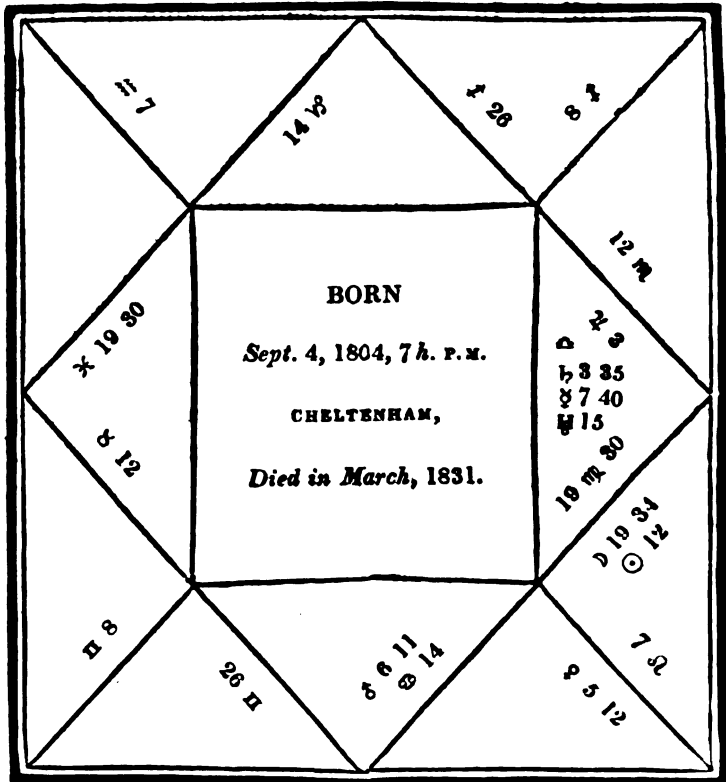 ♒ 7
14 ♑
♐ 26
8 ♐
12 ♏
♓ 19 30
BORN
Sept. 4, 1804, 7 h. P.M.
CHELTENHAM,
Died in March, 1831.
♃ 3
♎
♄ 3 35
☿ 7 40
♅ 15
19 ♍ 30
♉ 12
☽ 19 34
☉ 12
♊ 8
26 ♊
♂ 6 11
♋ 14
7 ♌
♀ 5 12